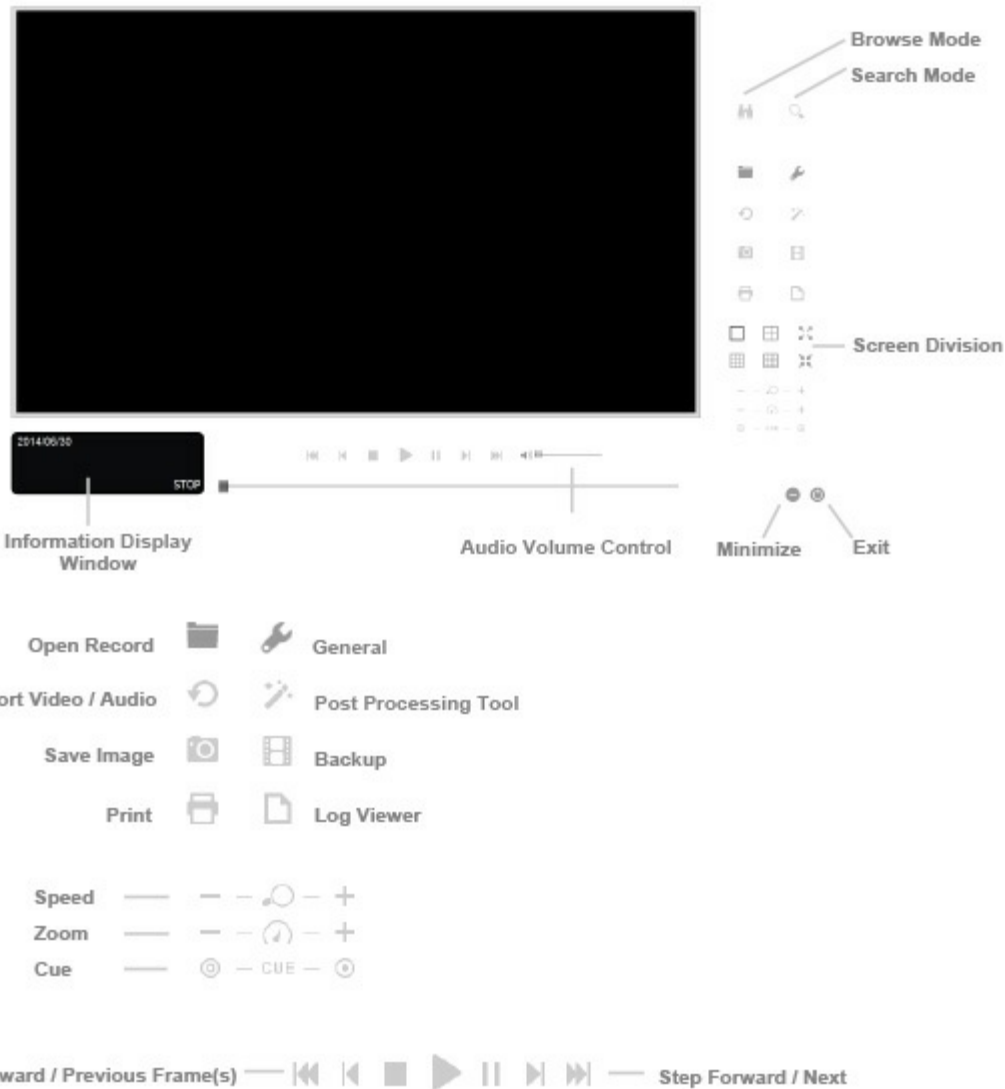 Browse Mode
Search Mode
Screen Division
2014/06/30
STOP
Information Display
Window
Audio Volume Control
Minimize
Exit
Open Record
General
ort Video / Audio
Post Processing Tool
Save Image
Backup
Print
Log Viewer
Speed
Zoom
Cue
CUE
ward / Previous Frame(s)
Step Forward / Next